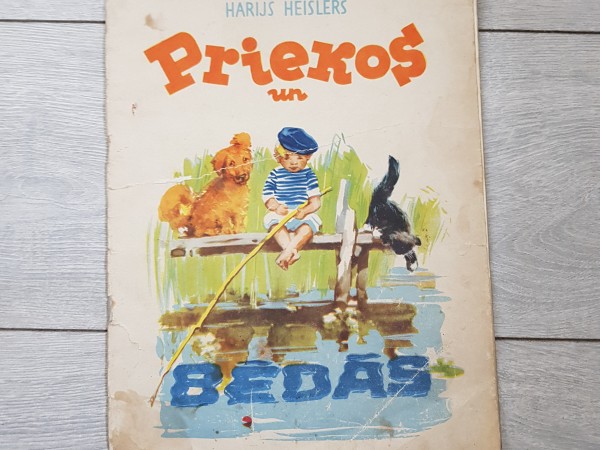 HARIJS HEISLERS
Priekos
un
BĒDĀS